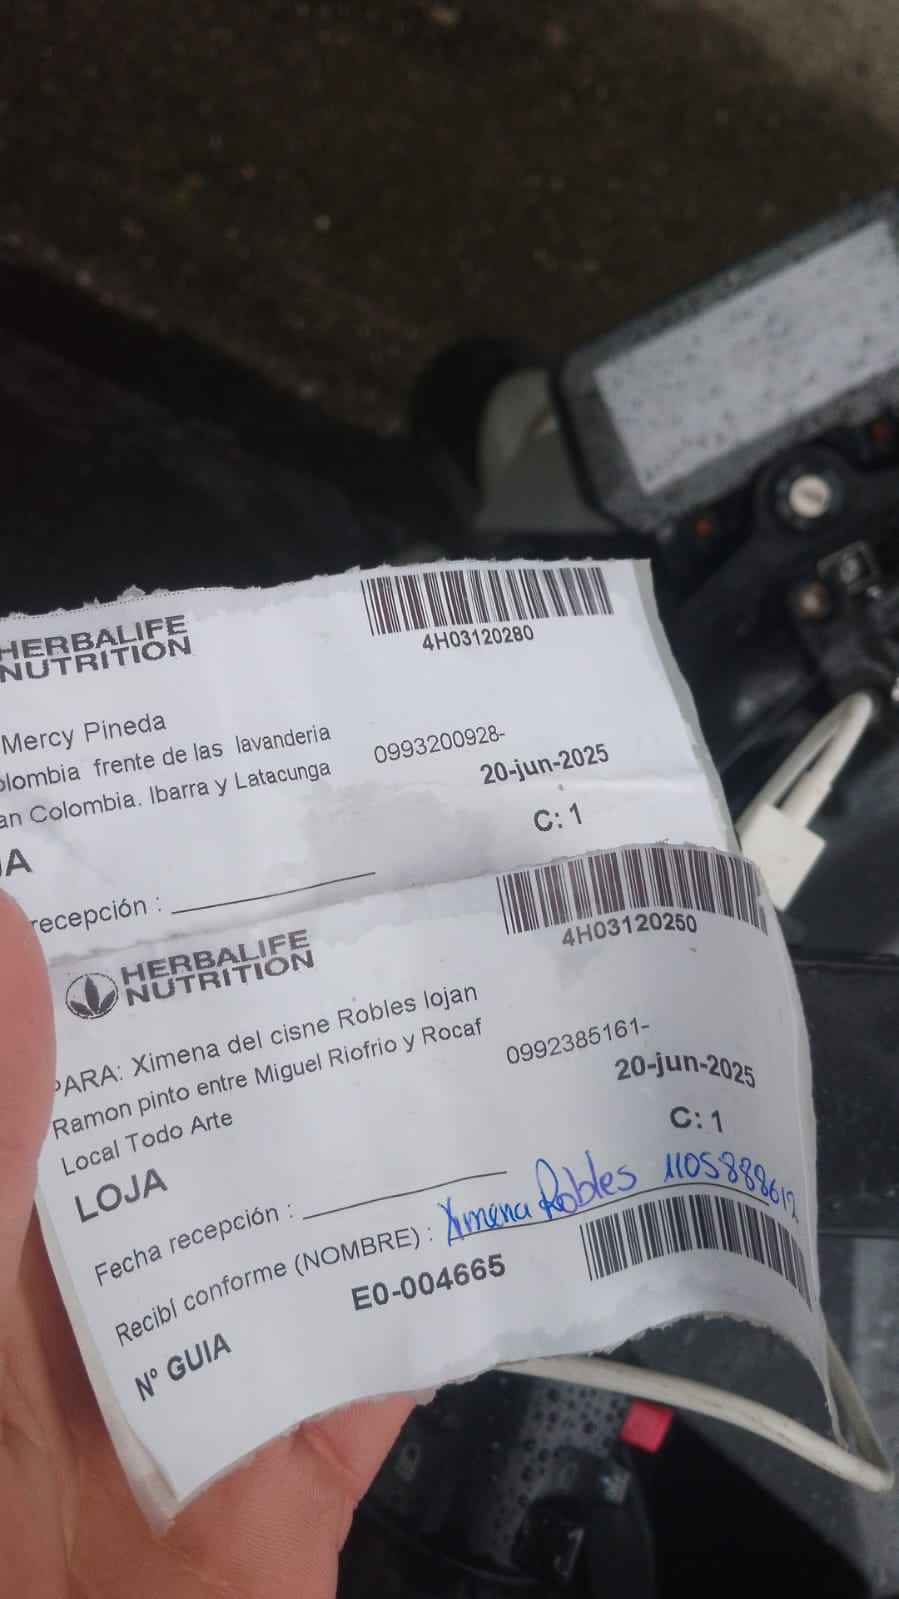 HERBALIFE
NUTRITION
4H03120280
Mercy Pineda
olombia frente de las lavanderia
0993200928-
an Colombia. Ibarra y Latacunga
20-jun-2025
C: 1
JA
recepción :
HERBALIFE
NUTRITION
4H03120250
PARA: Ximena del cisne Robles lojan
Ramon pinto entre Miguel Riofrio y Rocaf
0992385161-
Local Todo Arte
20-jun-2025
LOJA
C: 1
Fecha recepción :
Recibí conforme (NOMBRE) : Ximena Robles 1105888612
Nº GUIA E0-004665